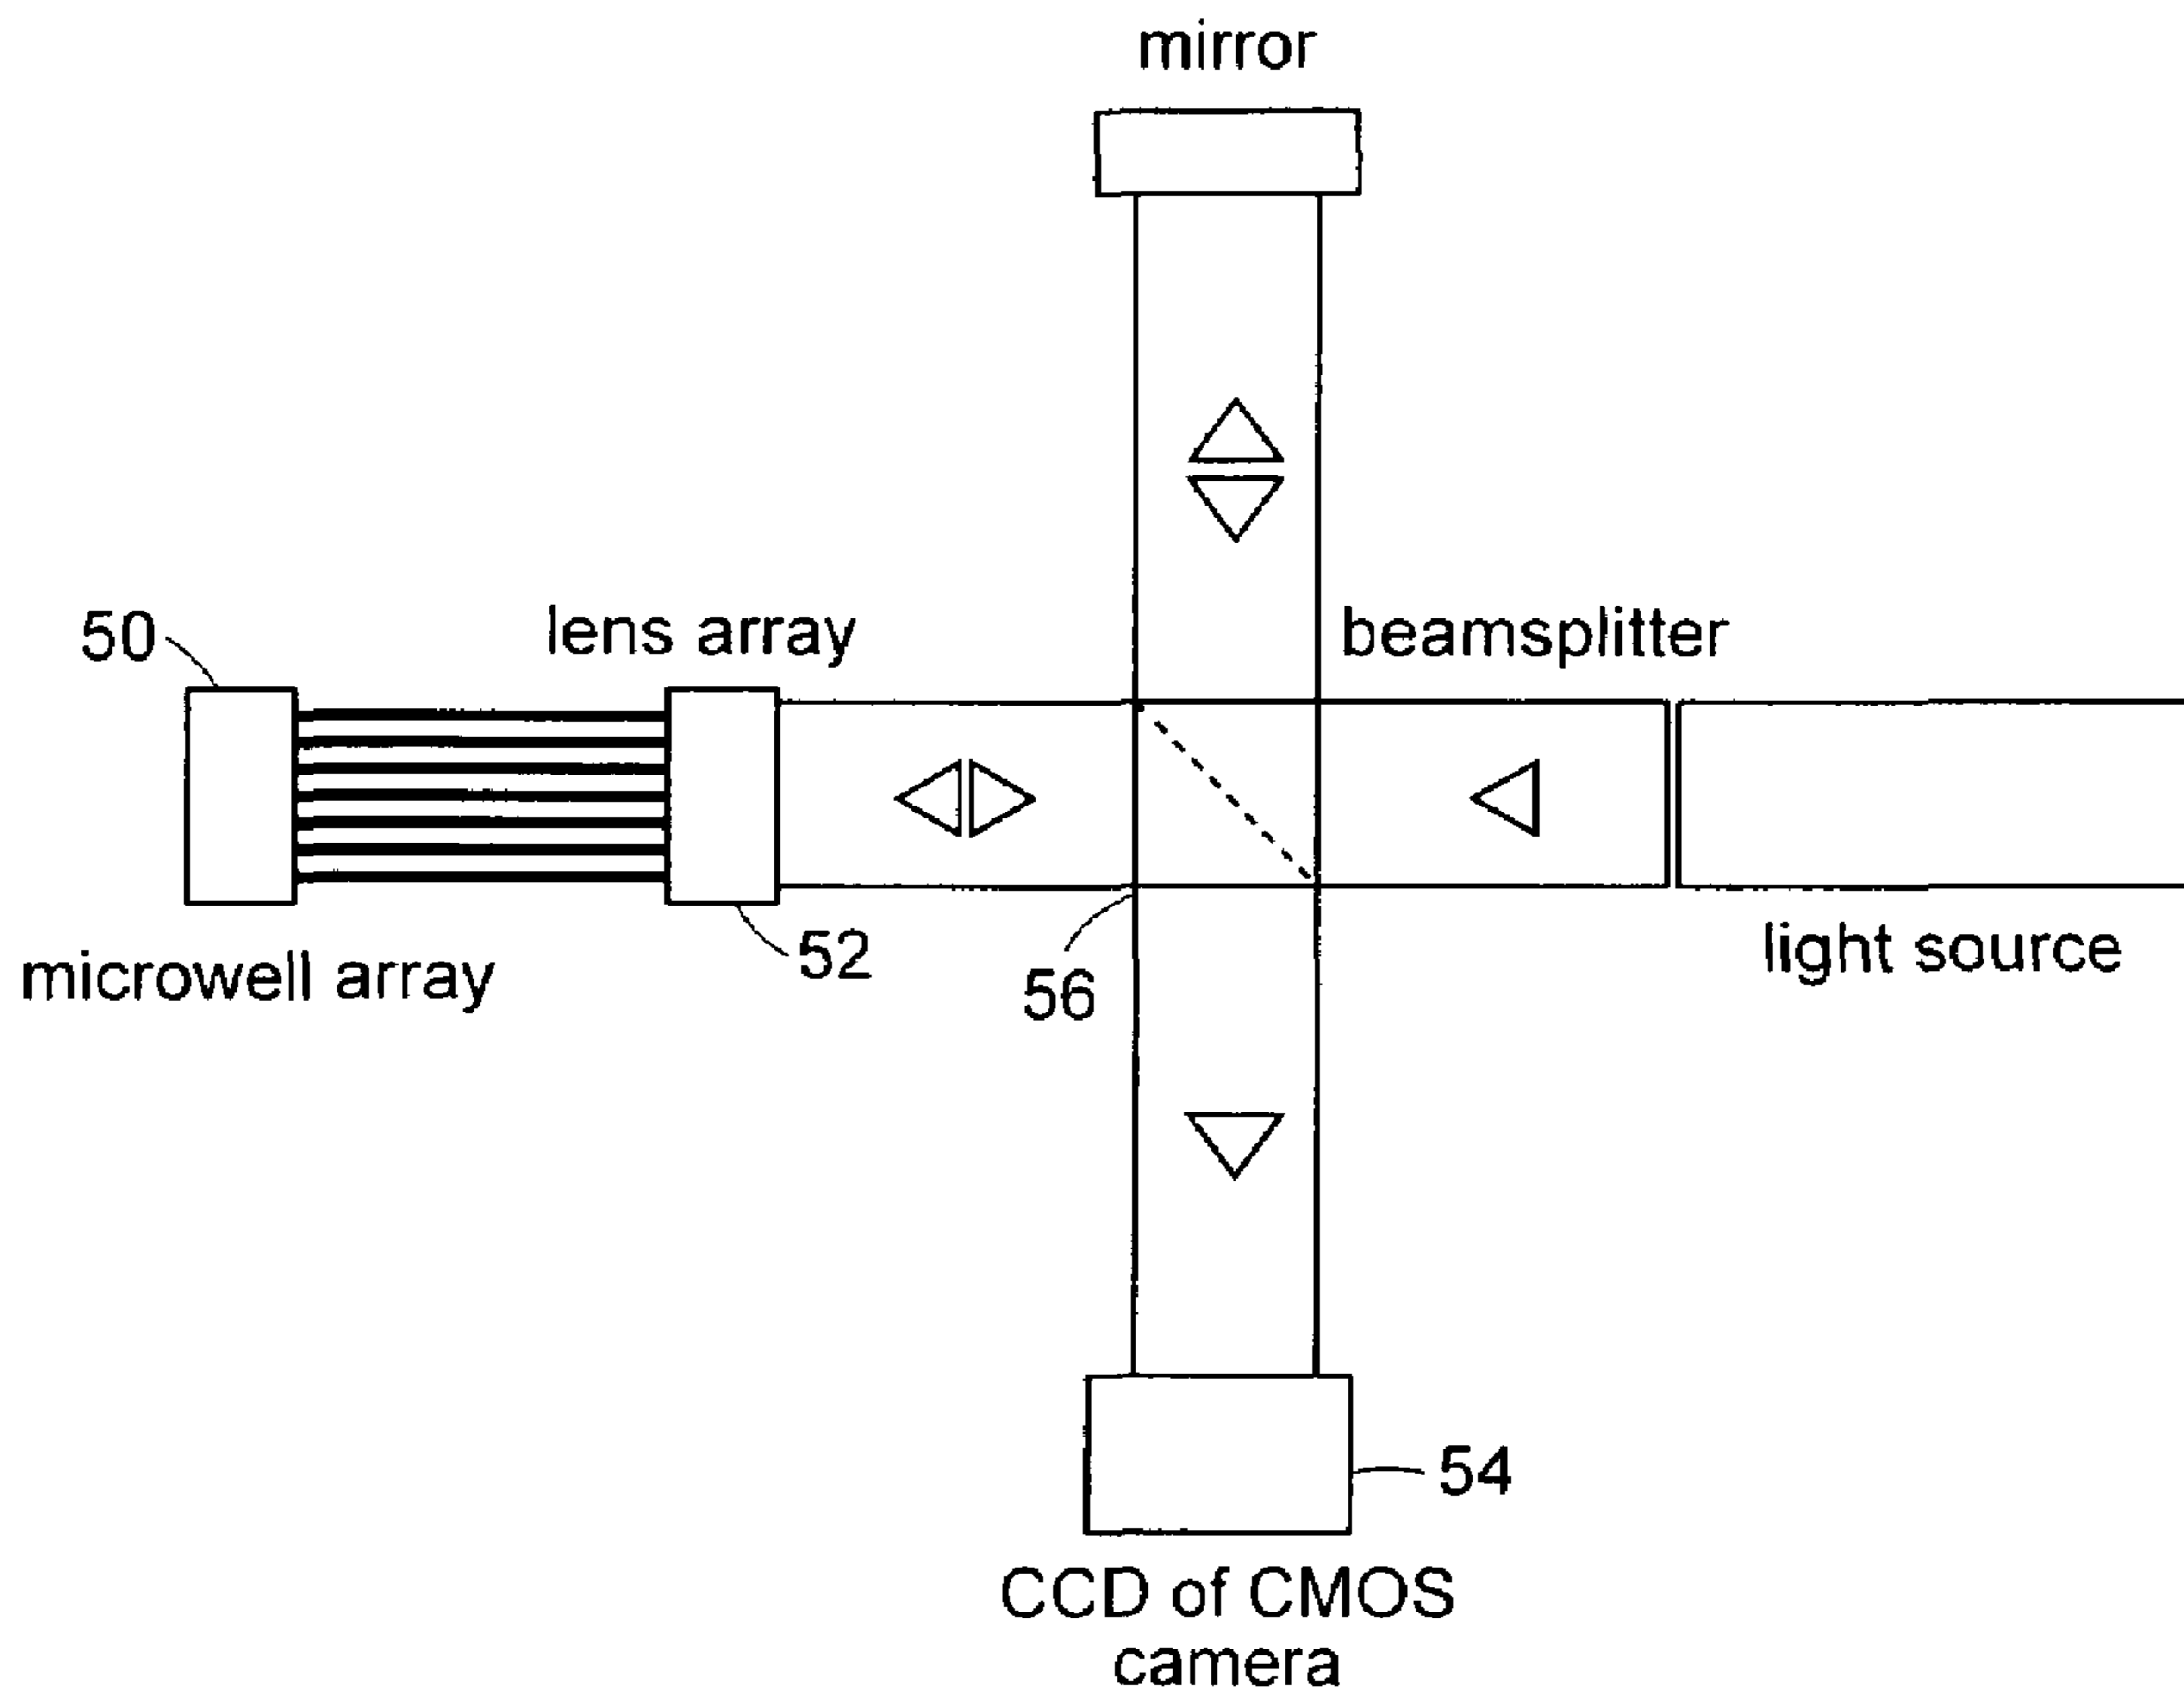 mirror
50
lens array
beamsplitter
microwell array
52
56
light source
54
CCD of CMOS
camera